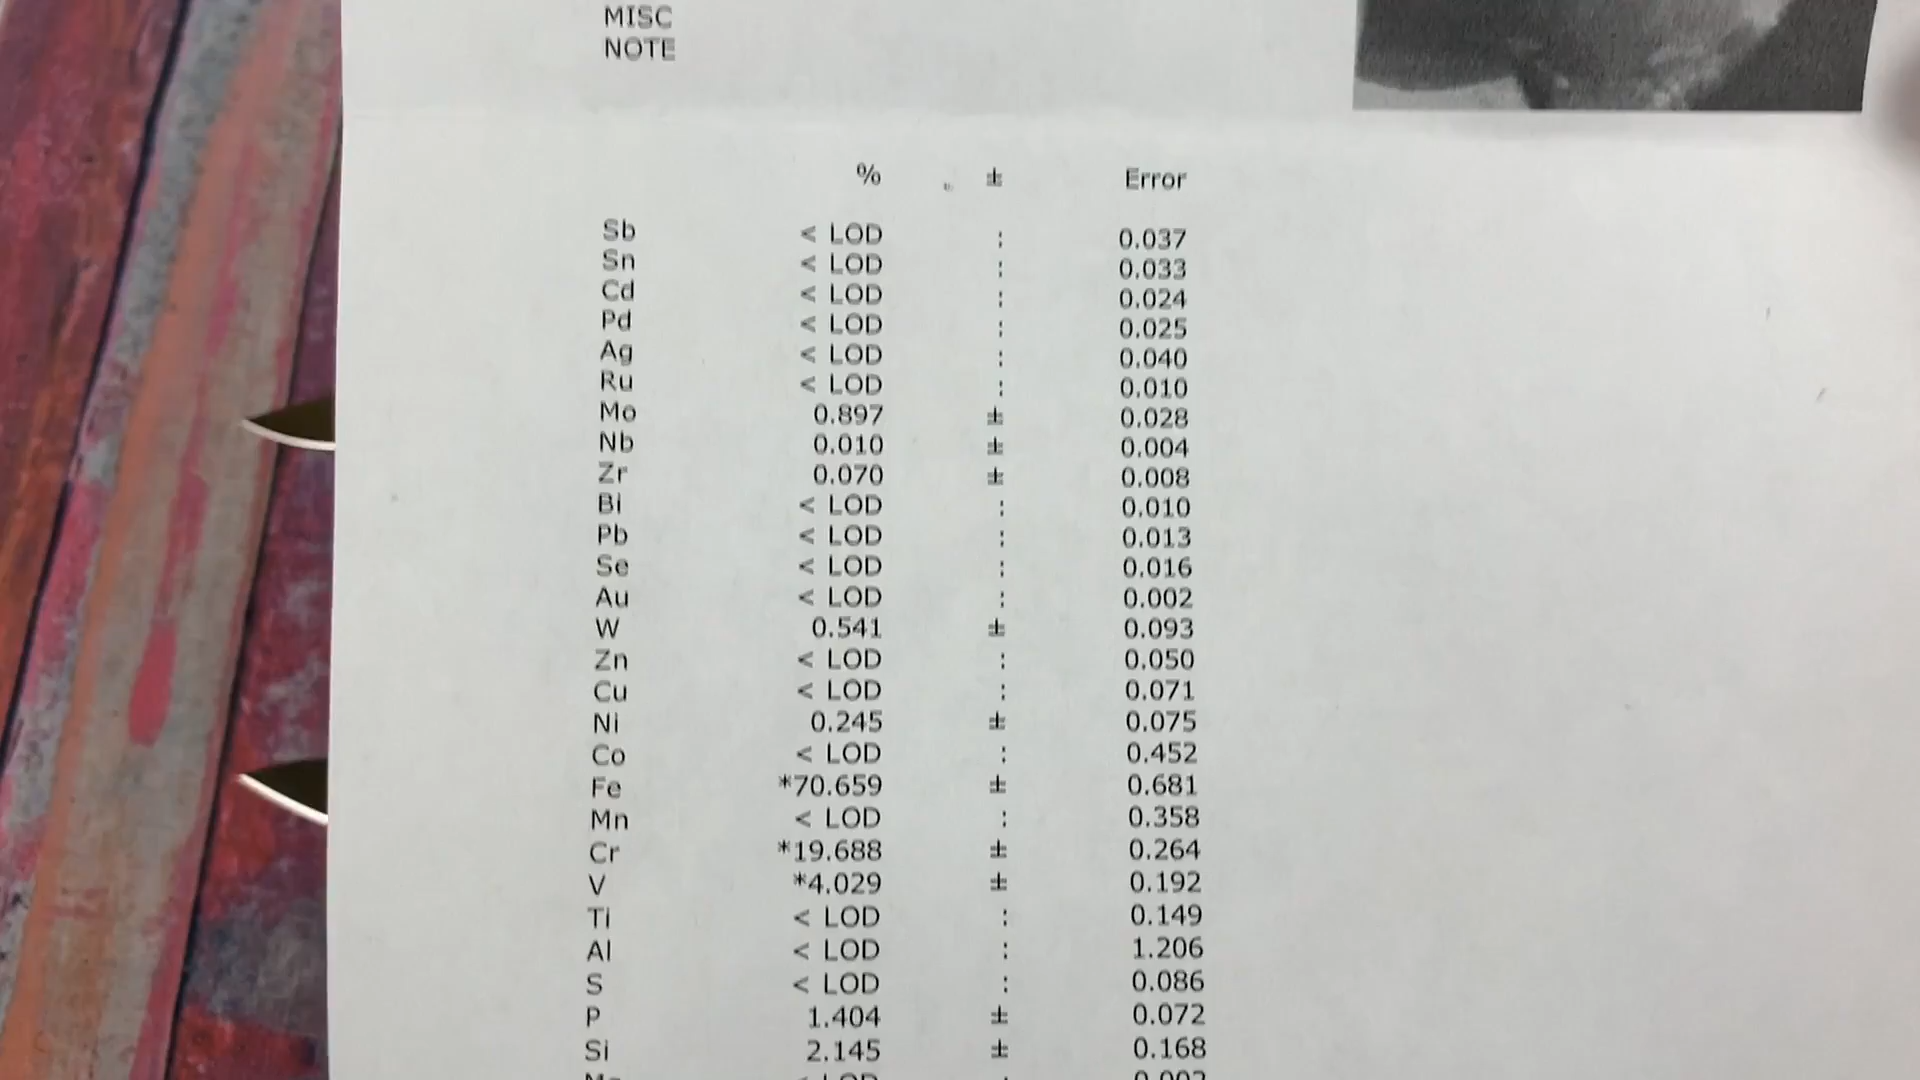 MISC
NOTE
% ± Error
Sb < LOD : 0.037
Sn < LOD : 0.033
Cd < LOD : 0.024
Pd < LOD : 0.025
Ag < LOD : 0.040
Ru < LOD : 0.010
Mo 0.897 ± 0.028
Nb 0.010 ± 0.004
Zr 0.070 ± 0.008
Bi < LOD : 0.010
Pb < LOD : 0.013
Se < LOD : 0.016
Au < LOD : 0.002
W 0.541 ± 0.093
Zn < LOD : 0.050
Cu < LOD : 0.071
Ni 0.245 ± 0.075
Co < LOD : 0.452
Fe *70.659 ± 0.681
Mn < LOD : 0.358
Cr *19.688 ± 0.264
V *4.029 ± 0.192
Ti < LOD : 0.149
Al < LOD : 1.206
S < LOD : 0.086
P 1.404 ± 0.072
Si 2.145 ± 0.168
< LOD